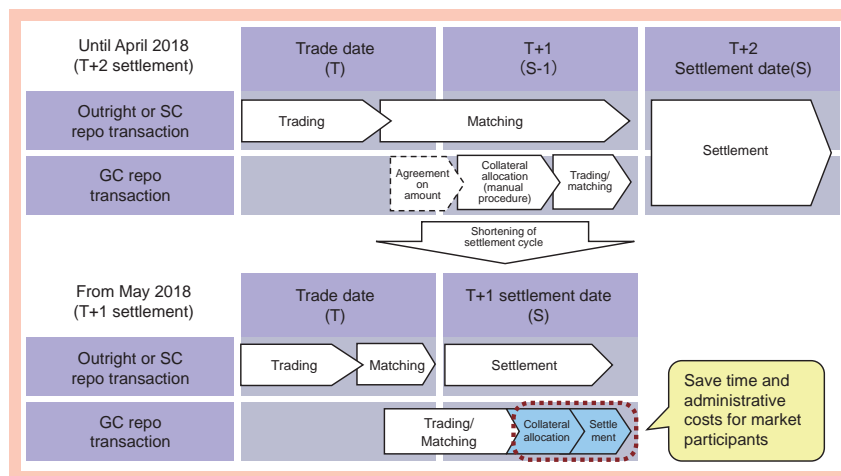 Until April 2018
(T+2 settlement)
Trade date
(T)
T+1
(S-1)
T+2
Settlement date(S)
Outright or SC
repo transaction
Trading
Matching
Settlement
GC repo
transaction
Agreement
on
amount
Collateral
allocation
(manual
procedure)
Trading/
matching
Shortening of
settlement cycle
From May 2018
(T+1 settlement)
Trade date
(T)
T+1 settlement date
(S)
Outright or SC
repo transaction
Trading
Matching
Settlement
GC repo
transaction
Trading/
Matching
Collateral
allocation
Settle
ment
Save time and
administrative
costs for market
participants